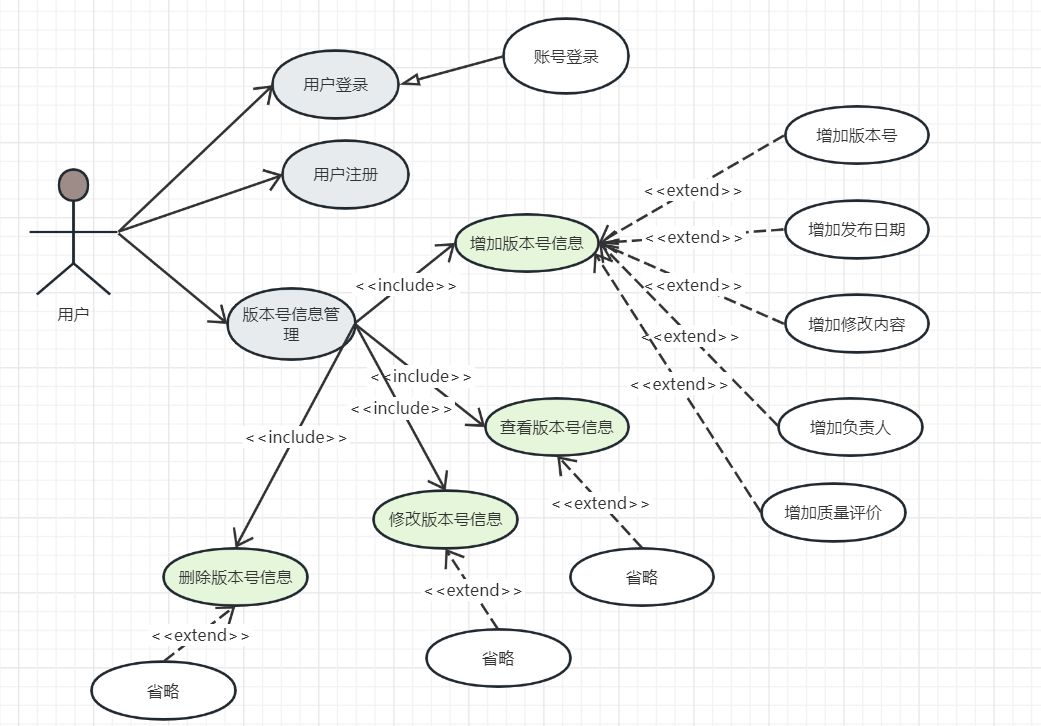 账号登录
用户登录
增加版本号
用户注册
<<extend>>
增加发布日期
<<extend>>
增加版本号信息
<<include>>
<<extend>>
用户
版本号信息管
理
增加修改内容
<<extend>>
<<include>>
<<extend>>
<<include>>
查看版本号信息
增加负责人
<<include>>
<<extend>>
增加质量评价
修改版本号信息
删除版本号信息
省略
<<extend>>
<<extend>>
省略
省略